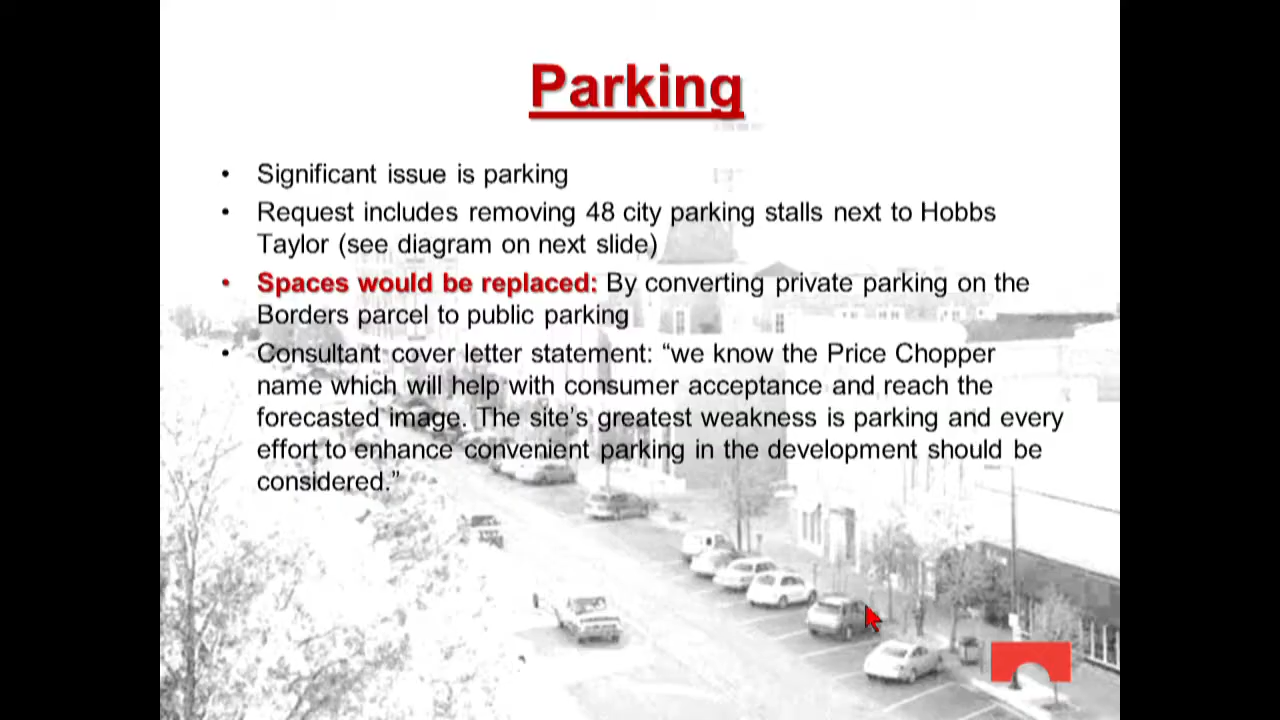 Parking
• Significant issue is parking
• Request includes removing 48 city parking stalls next to Hobbs
Taylor (see diagram on next slide)
• Spaces would be replaced: By converting private parking on the
Borders parcel to public parking
• Consultant cover letter statement: “we know the Price Chopper
name which will help with consumer acceptance and reach the
forecasted image. The site’s greatest weakness is parking and every
effort to enhance convenient parking in the development should be
considered.”